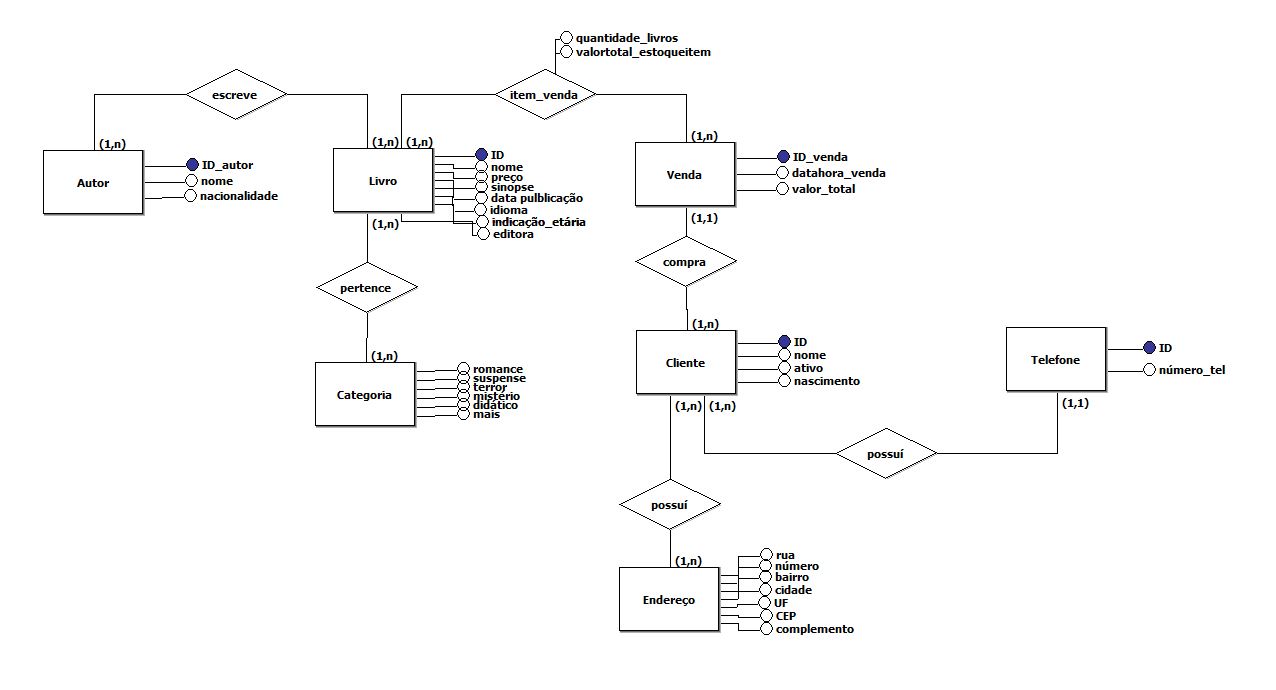 quantidade_livros
valortotal_estoqueitem
escreve
item_venda
(1,n)
(1,n)
(1,n)
(1,n)
Autor
ID_autor
nome
nacionalidade
Livro
ID
nome
preço
sinopse
data pulblicação
idioma
indicação_etária
editora
Venda
ID_venda
datahora_venda
valor_total
(1,n)
(1,1)
pertence
compra
(1,n)
(1,n)
Categoria
romance
suspense
terror
mistério
didático
mais
Cliente
ID
nome
ativo
nascimento
Telefone
ID
número_tel
(1,n)
(1,n)
(1,1)
possuí
possuí
(1,n)
Endereço
rua
número
bairro
cidade
UF
CEP
complemento